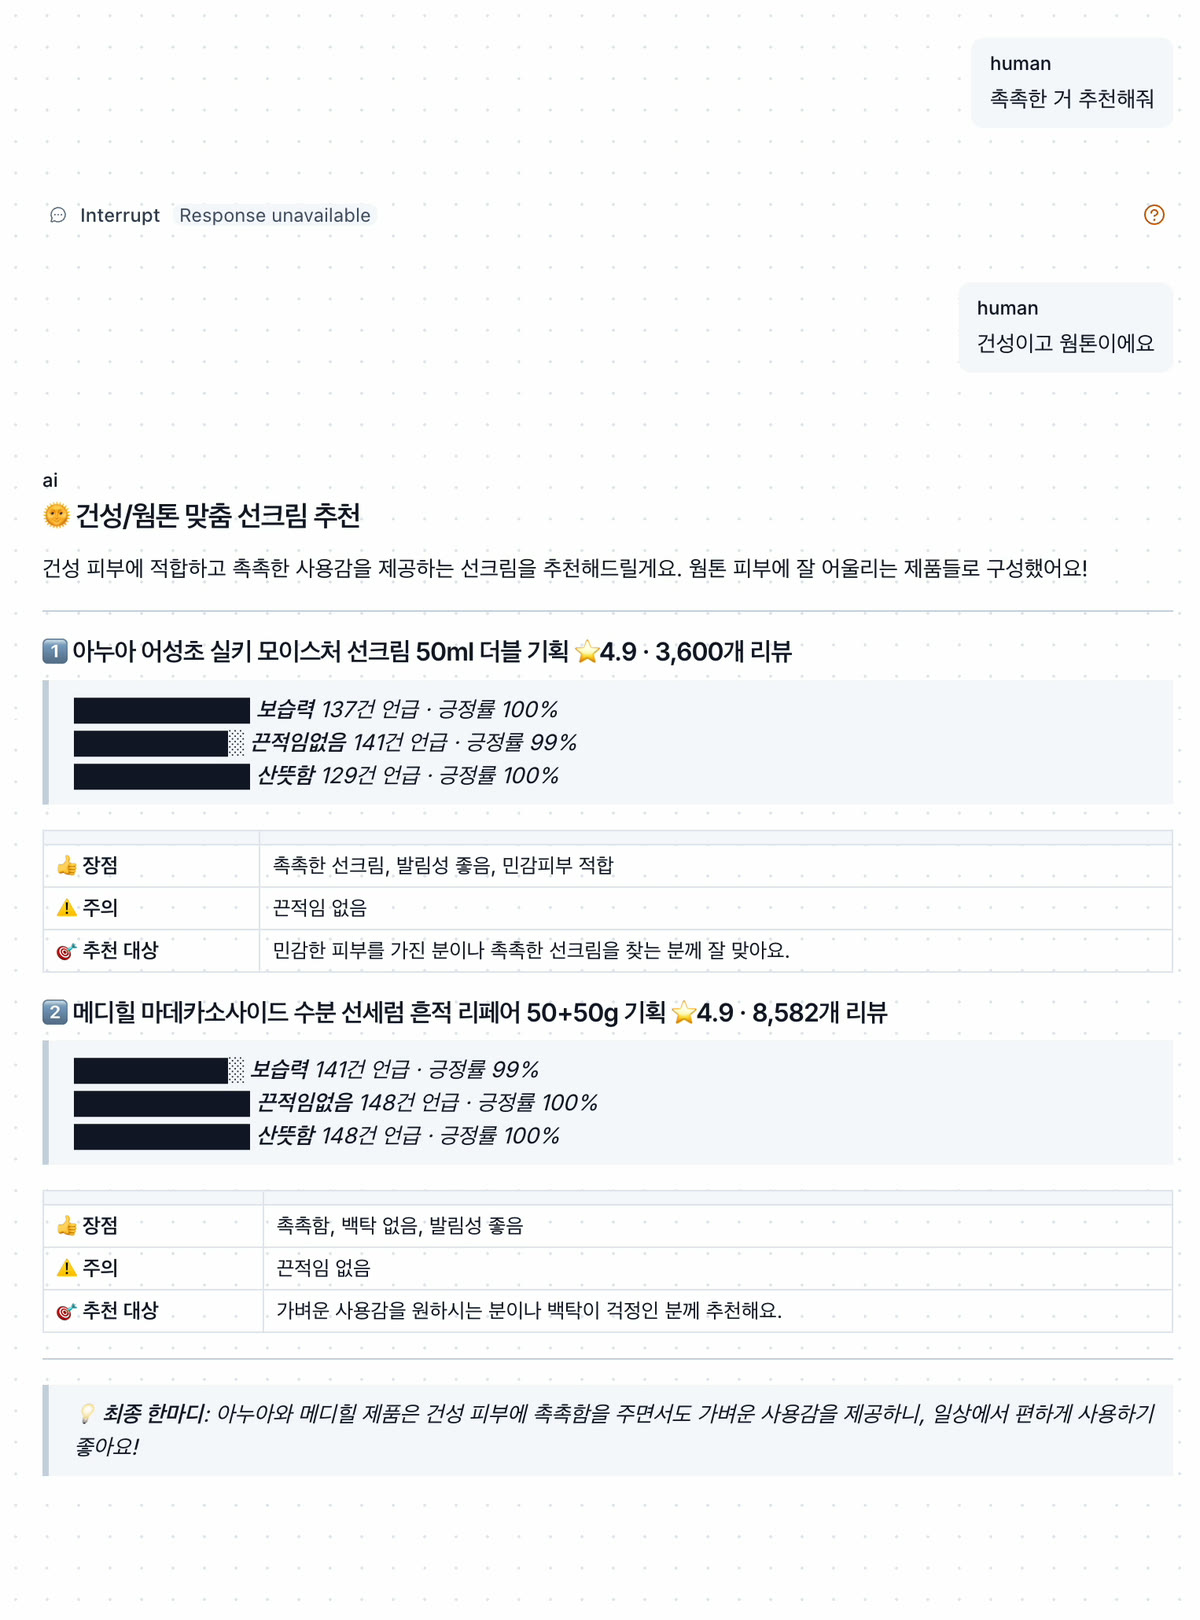 human
촉촉한 거 추천해줘
Interrupt Response unavailable
human
건성이고 웜톤이에요
ai
🌞 건성/웜톤 맞춤 선크림 추천
건성 피부에 적합하고 촉촉한 사용감을 제공하는 선크림을 추천해드릴게요. 웜톤 피부에 잘 어울리는 제품들로 구성했어요!
1️⃣ 아누아 어성초 실키 모이스처 선크림 50ml 더블 기획 ⭐4.9 · 3,600개 리뷰
보습력 137건 언급 · 긍정률 100%
끈적임없음 141건 언급 · 긍정률 99%
산뜻함 129건 언급 · 긍정률 100%
👍 장점 촉촉한 선크림, 발림성 좋음, 민감피부 적합
⚠️ 주의 끈적임 없음
🎯 추천 대상 민감한 피부를 가진 분이나 촉촉한 선크림을 찾는 분께 잘 맞아요.
2️⃣ 메디힐 마데카소사이드 수분 선세럼 흔적 리페어 50+50g 기획 ⭐4.9 · 8,582개 리뷰
보습력 141건 언급 · 긍정률 99%
끈적임없음 148건 언급 · 긍정률 100%
산뜻함 148건 언급 · 긍정률 100%
👍 장점 촉촉함, 백탁 없음, 발림성 좋음
⚠️ 주의 끈적임 없음
🎯 추천 대상 가벼운 사용감을 원하시는 분이나 백탁이 걱정인 분께 추천해요.
💡 최종 한마디: 아누아와 메디힐 제품은 건성 피부에 촉촉함을 주면서도 가벼운 사용감을 제공하니, 일상에서 편하게 사용하기
좋아요!